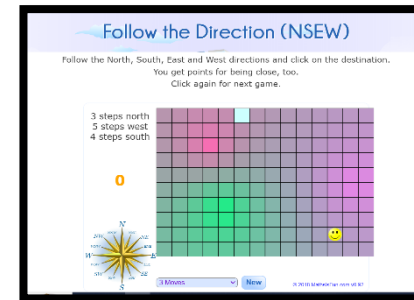 Follow the Direction (NSEW)
Follow the North, South, East and West directions and click on the destination.
You get points for being close, too.
Click again for next game.
3 steps north
5 steps west
4 steps south
0
N
W
SE
S
3 Moves
New